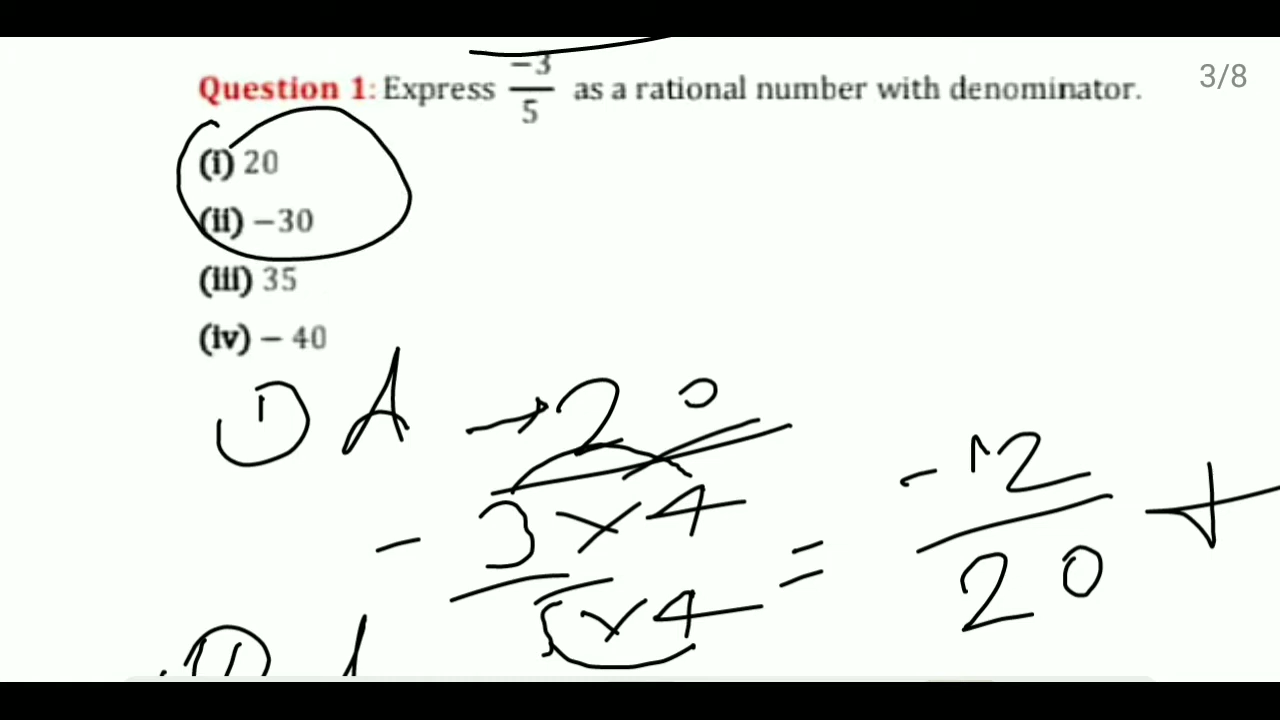 3/8
Question 1: Express −3/5 as a rational number with denominator.
(i) 20
(ii) −30
(iii) 35
(iv) − 40
① A → 20
- 3×4 / 5×4 = -12 / 20